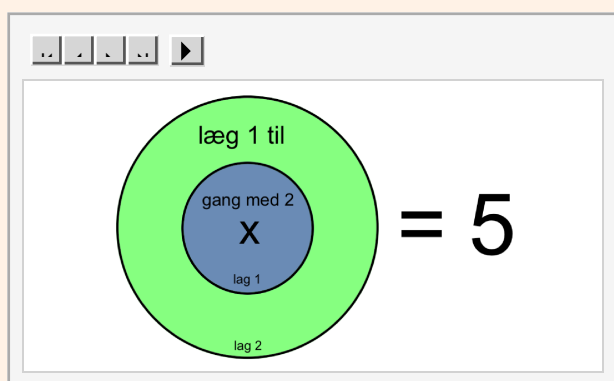 læg 1 til
gang med 2
x
lag 1
lag 2
= 5